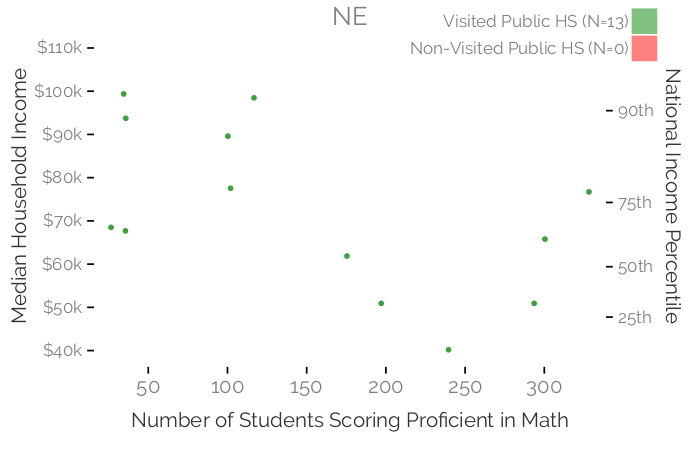 NE
Visited Public HS (N=13)
Non-Visited Public HS (N=0)
Median Household Income
$110k
$100k
$90k
$80k
$70k
$60k
$50k
$40k
90th
75th
50th
25th
National Income Percentile
50 100 150 200 250 300
Number of Students Scoring Proficient in Math